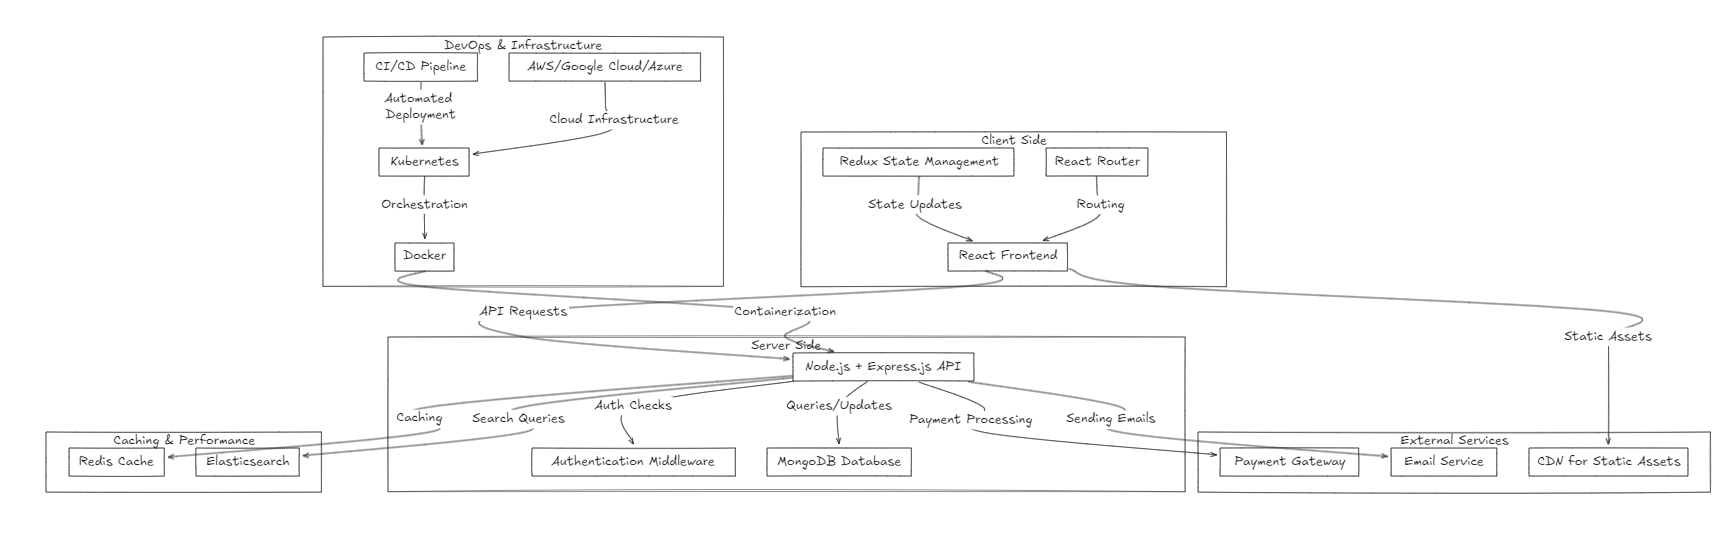 DevOps & Infrastructure
CI/CD Pipeline
AWS/Google Cloud/Azure
Automated
Deployment
Cloud Infrastructure
Kubernetes
Orchestration
Docker
Client Side
Redux State Management
React Router
State Updates
Routing
React Frontend
API Requests
Containerization
Static Assets
Server Side
Node.js + Express.js API
Caching
Search Queries
Auth Checks
Queries/Updates
Payment Processing
Sending Emails
Caching & Performance
Redis Cache
Elasticsearch
Authentication Middleware
MongoDB Database
External Services
Payment Gateway
Email Service
CDN for Static Assets